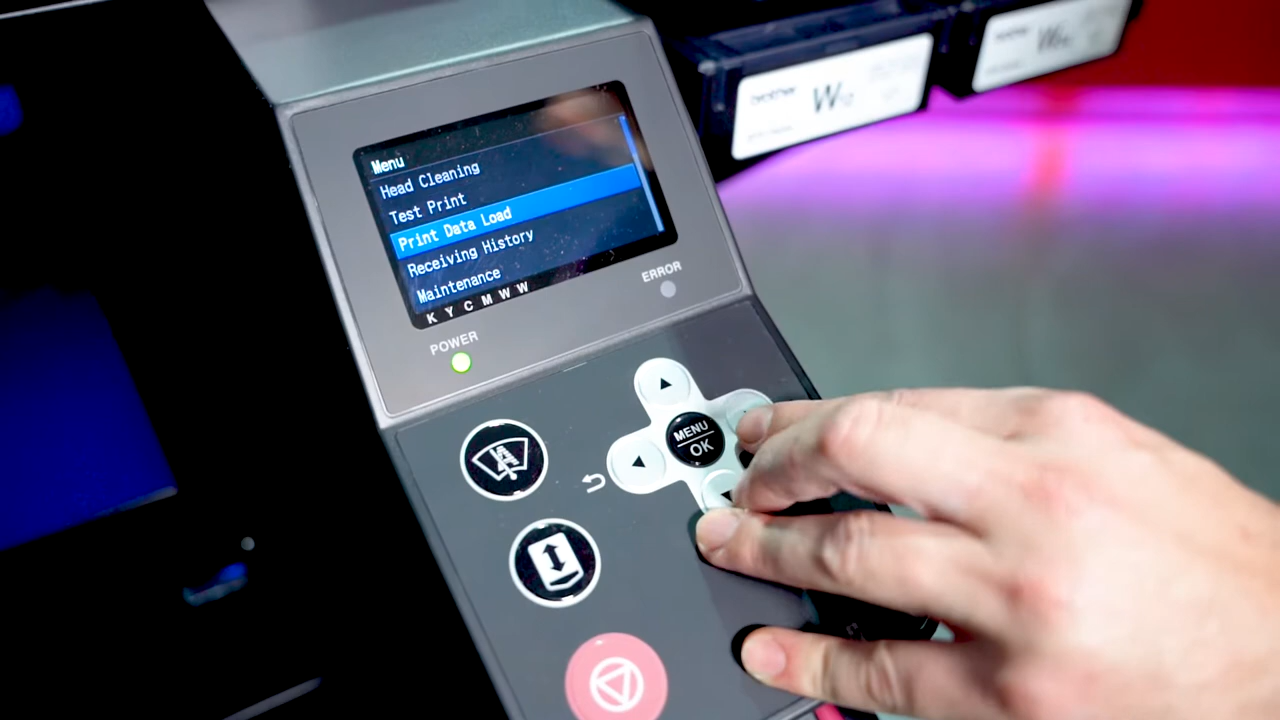 brother
W
W
Menu
Head Cleaning
Test Print
Print Data Load
Receiving History
Maintenance
K Y C M W W
ERROR
POWER
MENU
OK